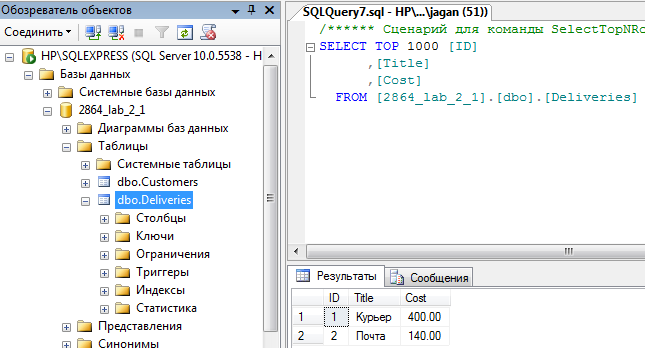 Обозреватель объектов
Соединить
HP\SQLEXPRESS (SQL Server 10.0.5538 - H
Базы данных
Системные базы данных
2864_lab_2_1
Диаграммы баз данных
Таблицы
Системные таблицы
dbo.Customers
dbo.Deliveries
Столбцы
Ключи
Ограничения
Триггеры
Индексы
Статистика
Представления
Синонимы
SQLQuery7.sql - HP\...\jagan (51))
/****** Сценарий для команды SelectTopNRo
SELECT TOP 1000 [ID]
,[Title]
,[Cost]
FROM [2864_lab_2_1].[dbo].[Deliveries]
Результаты Сообщения
ID Title Cost
1 1 Курьер 400.00
2 2 Почта 140.00